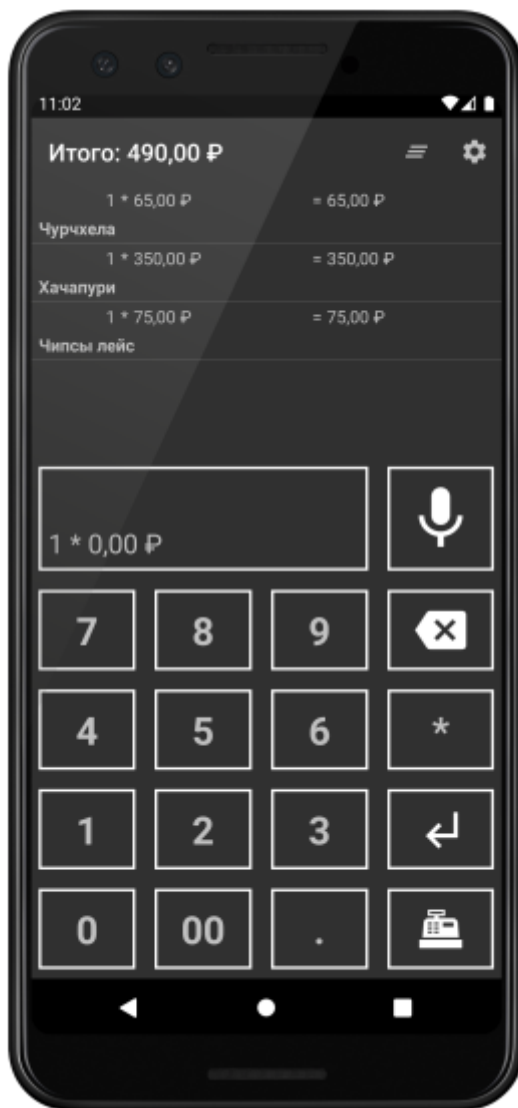 11:02
Итого: 490,00 ₽
1 * 65,00 ₽ = 65,00 ₽
Чурчхела
1 * 350,00 ₽ = 350,00 ₽
Хачапури
1 * 75,00 ₽ = 75,00 ₽
Чипсы лейс
1 * 0,00 ₽
7 8 9
4 5 6 *
1 2 3
0 00 .